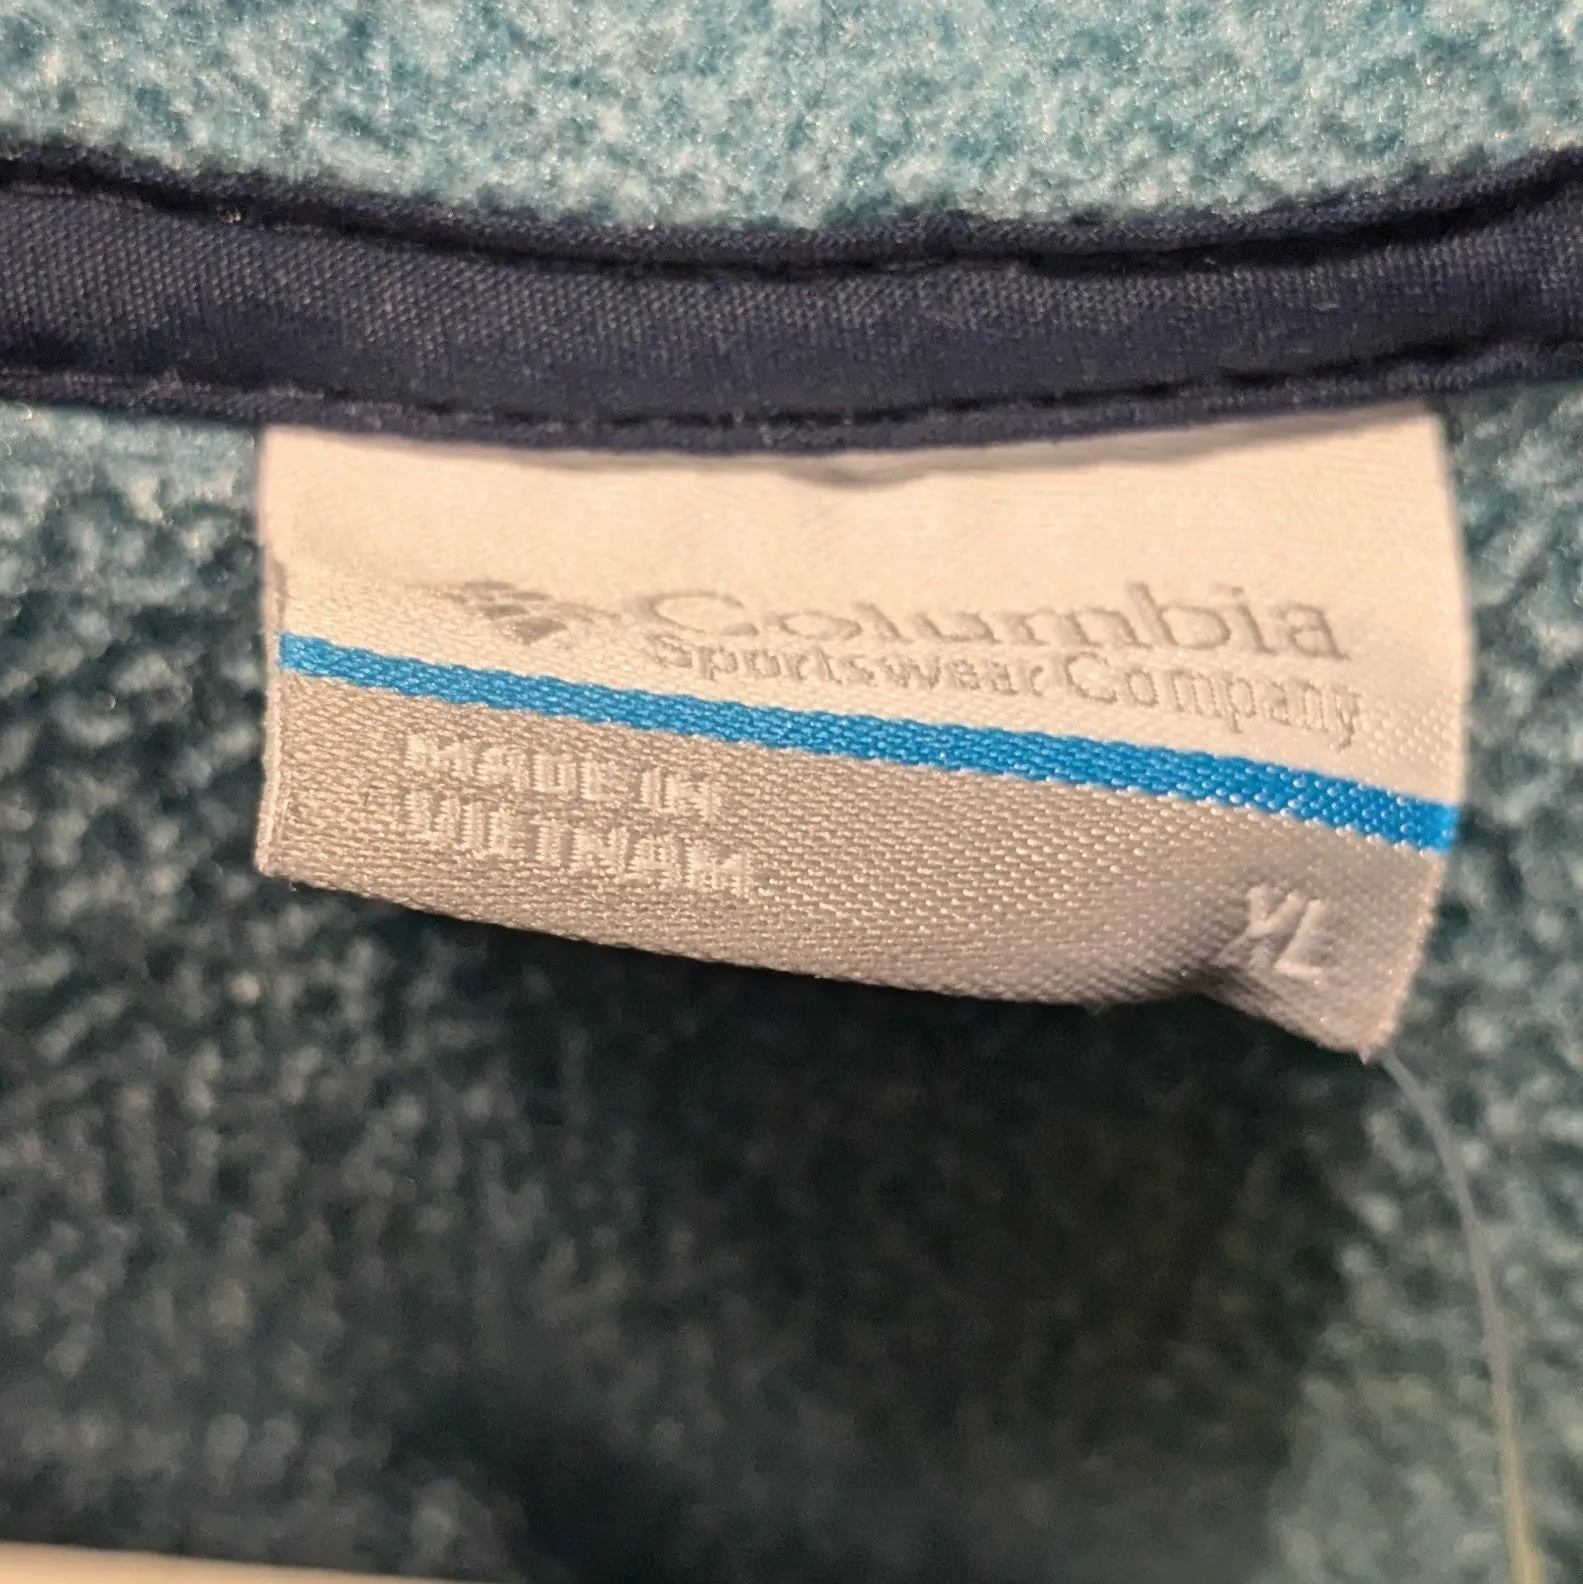 Columbia
Sportswear Company
MADE IN
VIETNAM
XL